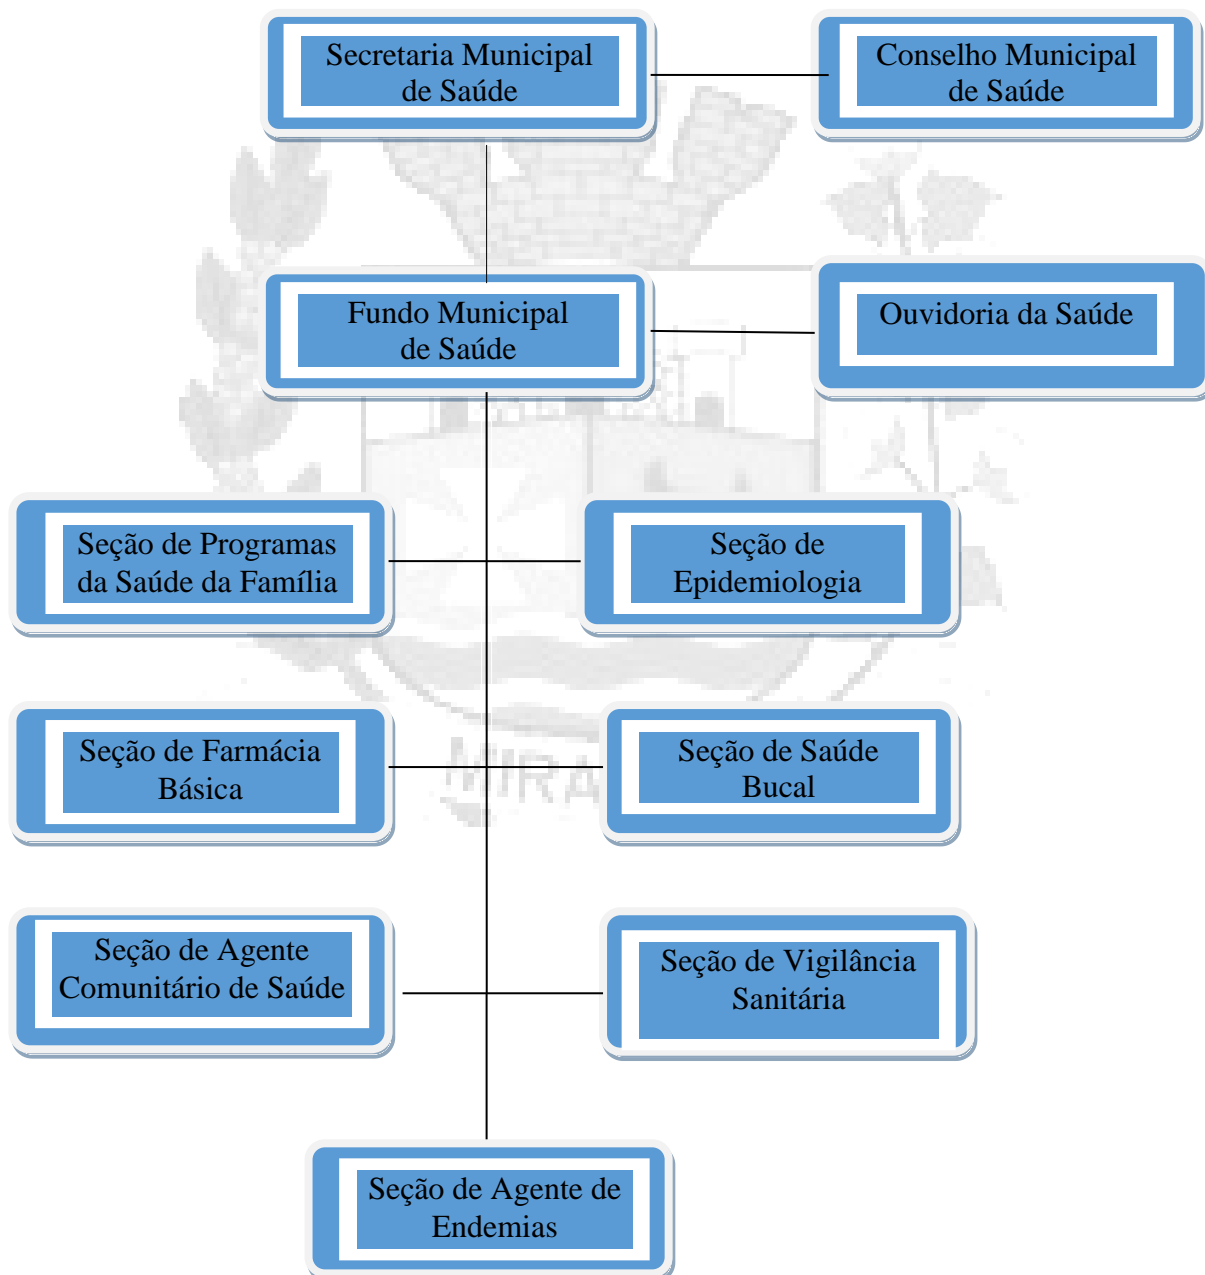 Secretaria Municipal
de Saúde
Conselho Municipal
de Saúde
Fundo Municipal
de Saúde
Ouvidoria da Saúde
Seção de Programas
da Saúde da Família
Seção de
Epidemiologia
Seção de Farmácia
Básica
Seção de Saúde
Bucal
MIRA
Seção de Agente
Comunitário de Saúde
Seção de Vigilância
Sanitária
Seção de Agente de
Endemias